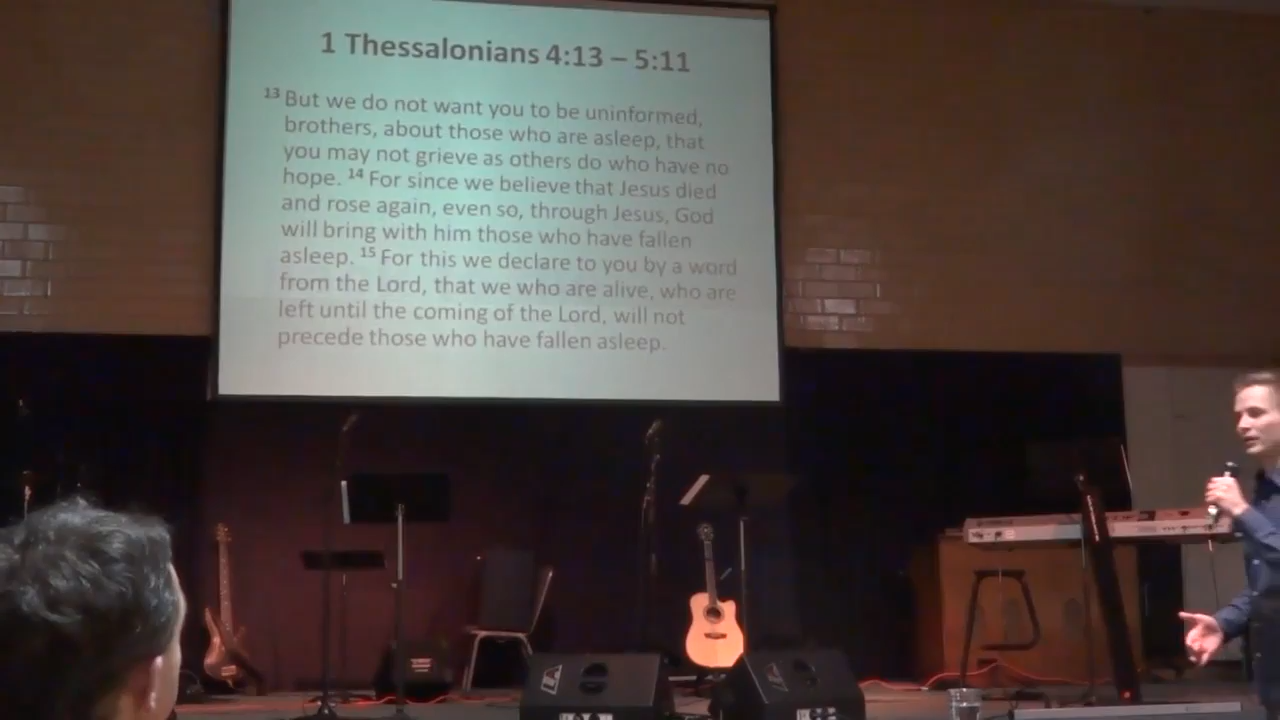 1 Thessalonians 4:13 – 5:11
13 But we do not want you to be uninformed,
brothers, about those who are asleep, that
you may not grieve as others do who have no
hope. 14 For since we believe that Jesus died
and rose again, even so, through Jesus, God
will bring with him those who have fallen
asleep. 15 For this we declare to you by a word
from the Lord, that we who are alive, who are
left until the coming of the Lord, will not
precede those who have fallen asleep.